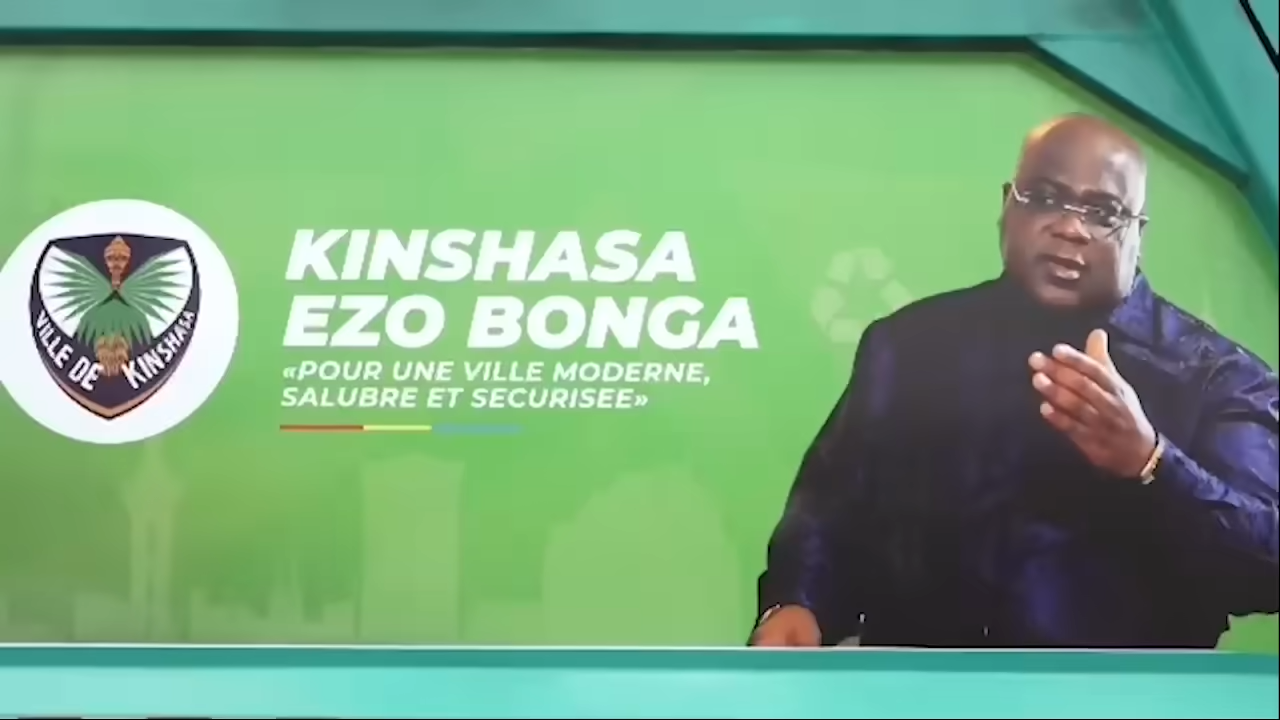 VILLE DE KINSHASA
KINSHASA
EZO BONGA
«POUR UNE VILLE MODERNE,
SALUBRE ET SECURISEE»